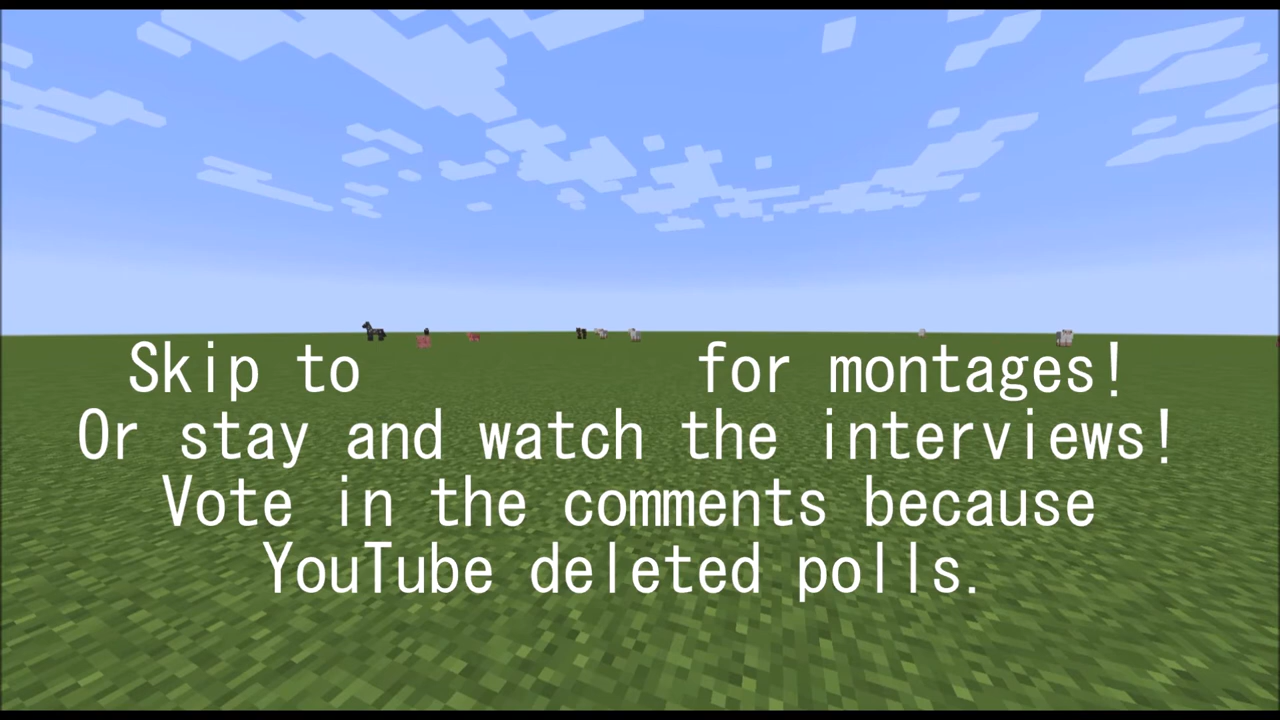 Skip to for montages!
Or stay and watch the interviews!
Vote in the comments because
YouTube deleted polls.